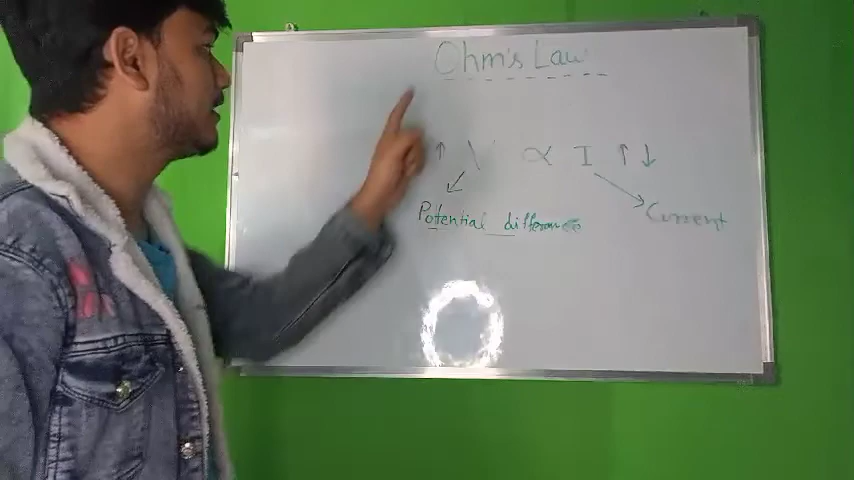 Ohm's Law
↑ V ∝ I ↑ ↓
Potential difference
Current